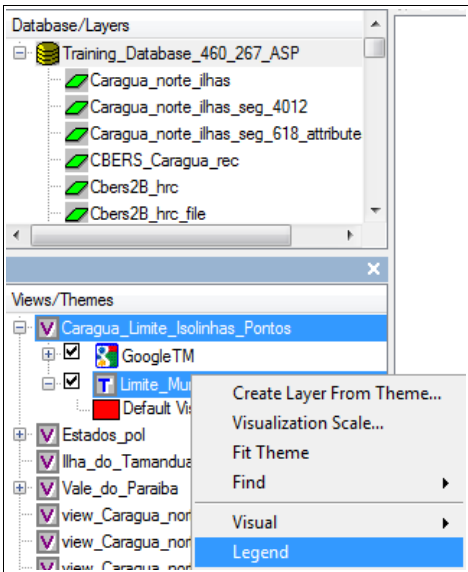 Database/Layers
Training_Database_460_267_ASP
Caragua_norte_ilhas
Caragua_norte_ilhas_seg_4012
Caragua_norte_ilhas_seg_618_attribute
CBERS_Caragua_rec
Cbers2B_hrc
Cbers2B_hrc_file
Views/Themes
Caragua_Limite_Isolinhas_Pontos
GoogleTM
Limite_Mu
Default Vis
Estados_pol
Ilha_do_Tamandua
Vale_do_Paraiba
view_Caragua_nor
view_Caragua_nor
view_Caragua_nor
Create Layer From Theme...
Visualization Scale...
Fit Theme
Find
Visual
Legend